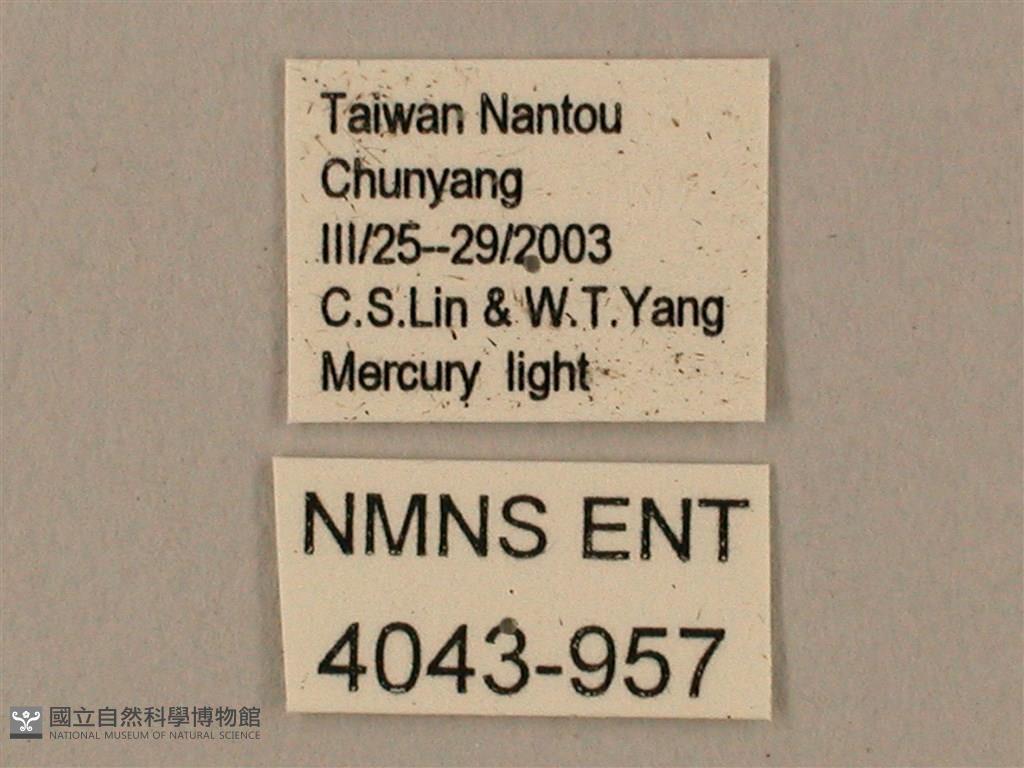 Taiwan Nantou
Chunyang
III/25--29/2003
C.S.Lin & W.T.Yang
Mercury light
NMNS ENT
4043-957
國立自然科學博物館
NATIONAL MUSEUM OF NATURAL SCIENCE